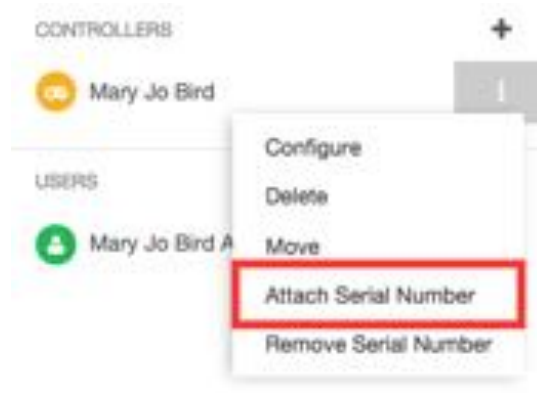 CONTROLLERS +
Mary Jo Bird
Configure
USERS
Delete
Mary Jo Bird A
Move
Attach Serial Number
Remove Serial Number